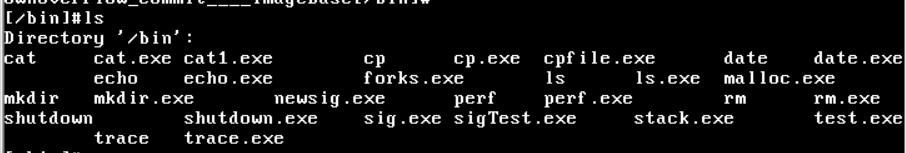 [/bin]#ls
Directory '/bin':
cat cat.exe cat1.exe cp cp.exe cpfile.exe date date.exe
echo echo.exe forks.exe ls ls.exe malloc.exe
mkdir mkdir.exe newsig.exe perf perf.exe rm rm.exe
shutdown shutdown.exe sig.exe sigTest.exe stack.exe test.exe
trace trace.exe